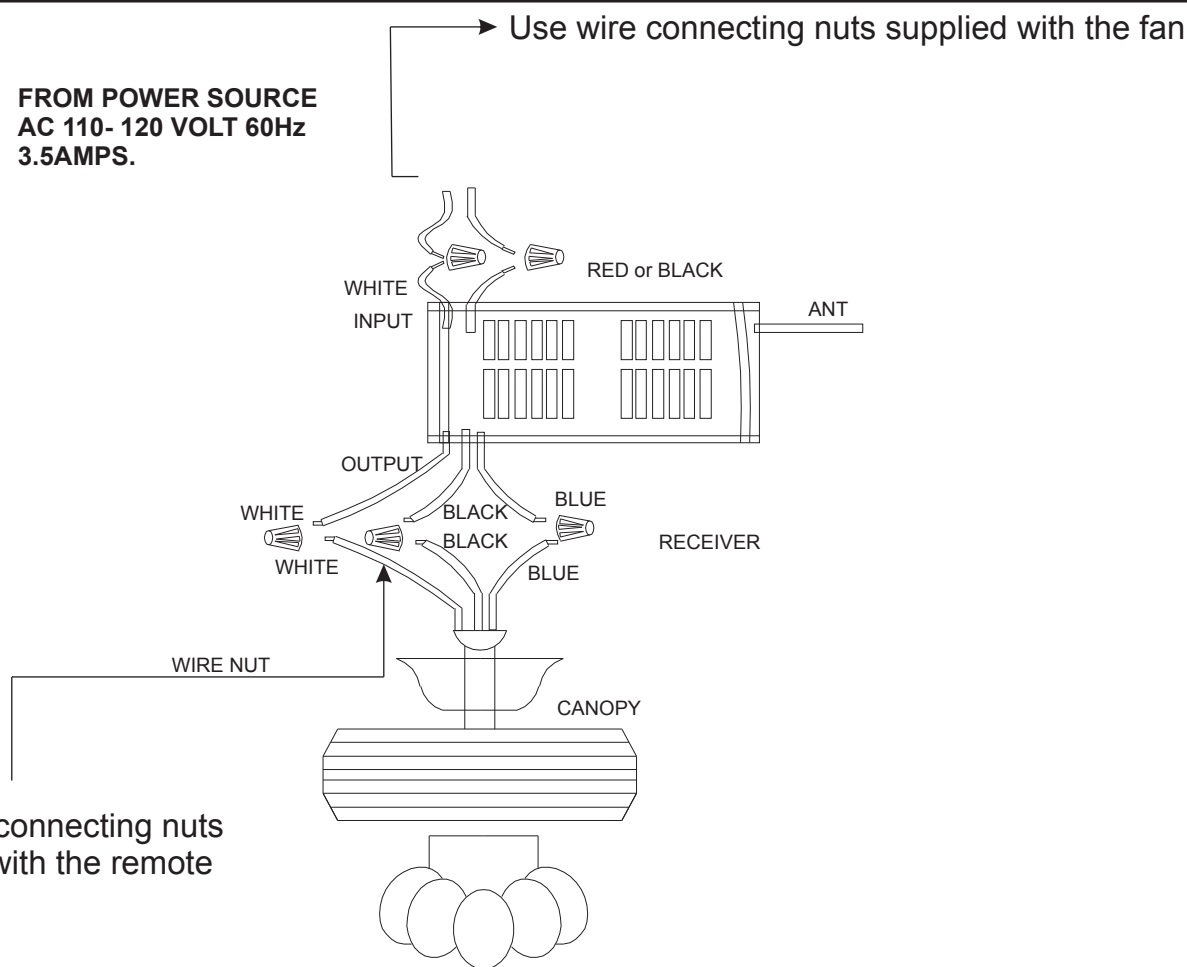 Use wire connecting nuts supplied with the fan
FROM POWER SOURCE
AC 110- 120 VOLT 60Hz
3.5AMPS.
RED or BLACK
WHITE
INPUT
ANT
OUTPUT
WHITE
BLACK
BLUE
BLACK
RECEIVER
WHITE
BLUE
WIRE NUT
CANOPY
connecting nuts
with the remote